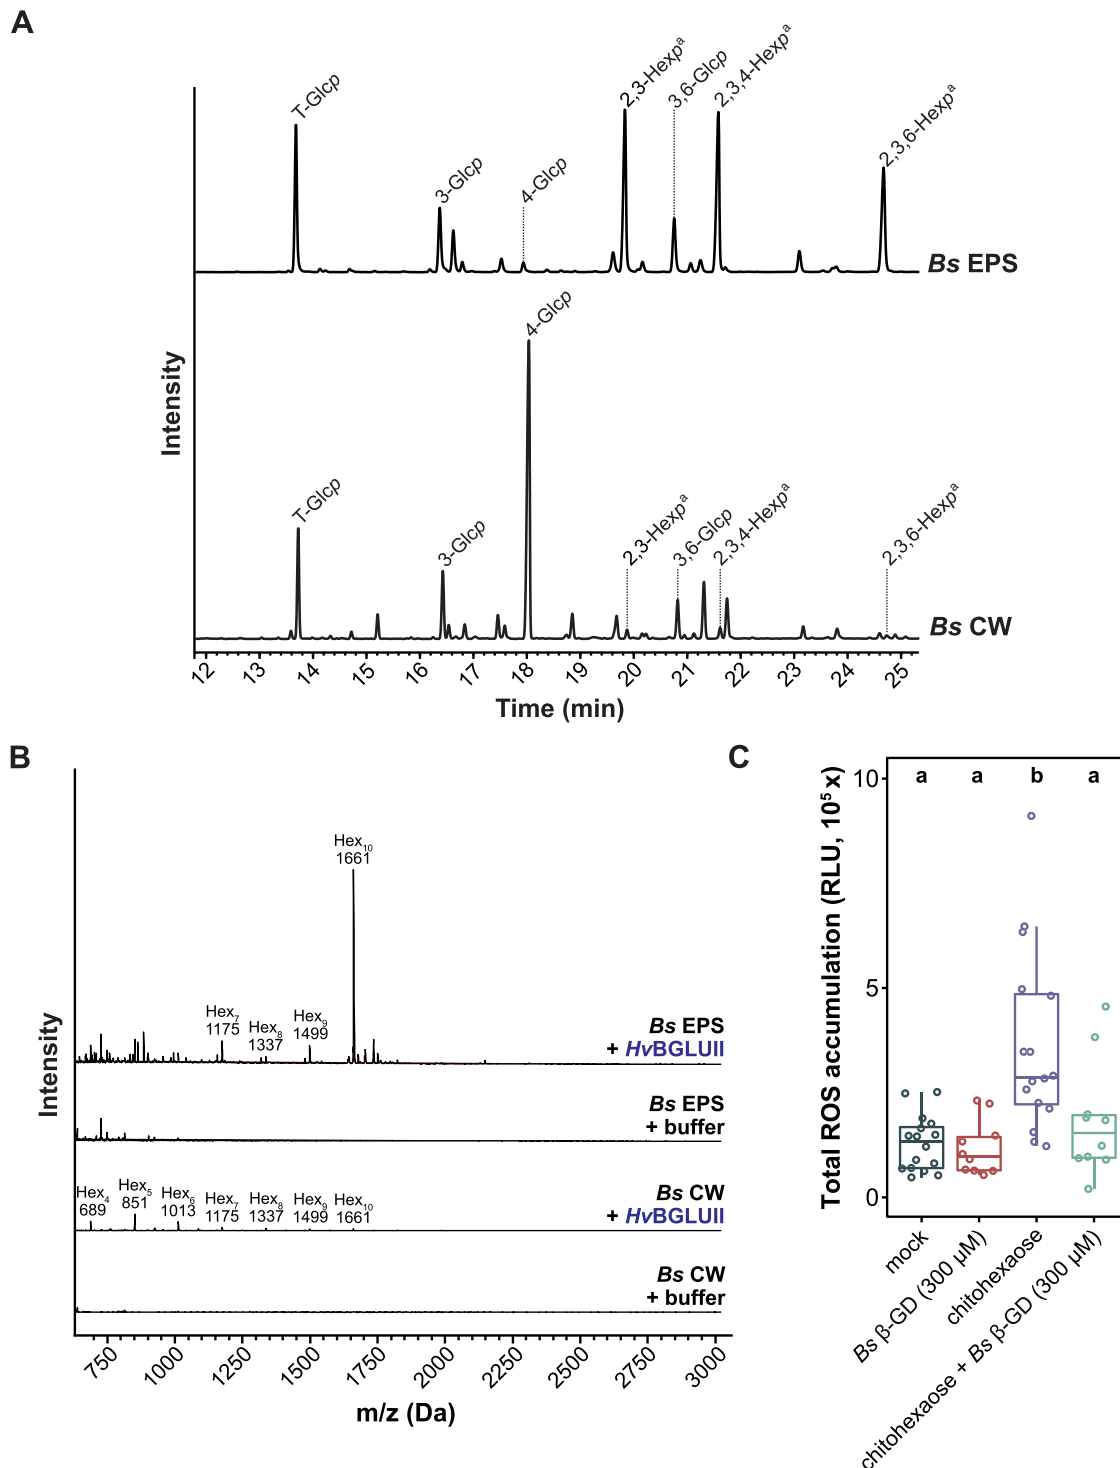 A
T-Glcp
3-Glcp
4-Glcp
2,3-Hexpᵃ
3,6-Glcp
2,3,4-Hexpᵃ
2,3,6-Hexpᵃ
Bs EPS
4-Glcp
T-Glcp
3-Glcp
2,3-Hexpᵃ
3,6-Glcp
2,3,4-Hexpᵃ
2,3,6-Hexpᵃ
Bs CW
Intensity
12 13 14 15 16 17 18 19 20 21 22 23 24 25
Time (min)
B
Hex₁₀
1661
Hex₇
1175
Hex₈
1337
Hex₉
1499
Bs EPS
+ HvBGLUII
Bs EPS
+ buffer
Hex₄
689
Hex₅
851
Hex₆
1013
Hex₇
1175
Hex₈
1337
Hex₉
1499
Hex₁₀
1661
Bs CW
+ HvBGLUII
Bs CW
+ buffer
Intensity
750 1000 1250 1500 1750 2000 2250 2500 2750 3000
m/z (Da)
C
Total ROS accumulation (RLU, 10⁵ x)
10
5
0
a a b a
mock
Bs β-GD (300 µM)
chitohexaose
chitohexaose + Bs β-GD (300 µM)